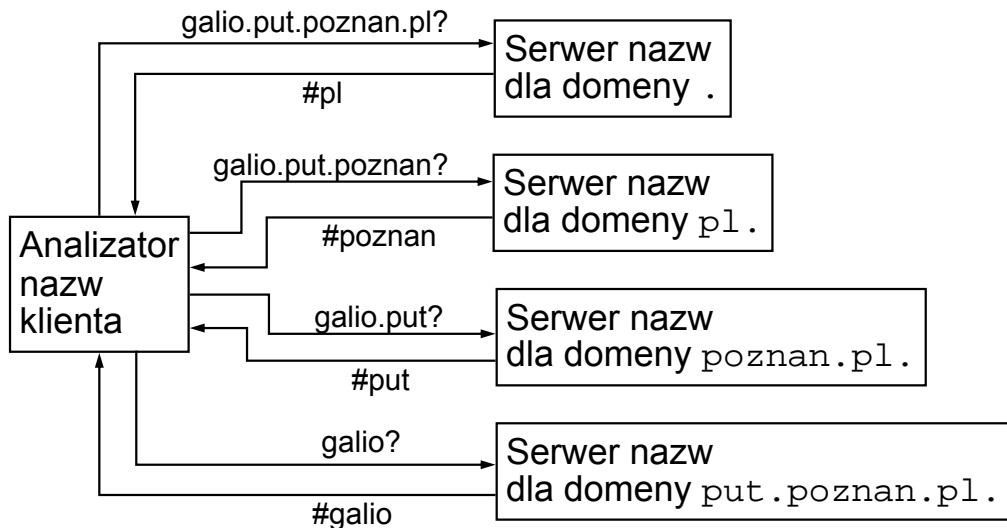 galio.put.poznan.pl?
Serwer nazw
dla domeny .
#pl
galio.put.poznan?
Serwer nazw
dla domeny pl.
#poznan
Analizator
nazw
klienta
galio.put?
Serwer nazw
dla domeny poznan.pl.
#put
galio?
Serwer nazw
dla domeny put.poznan.pl.
#galio